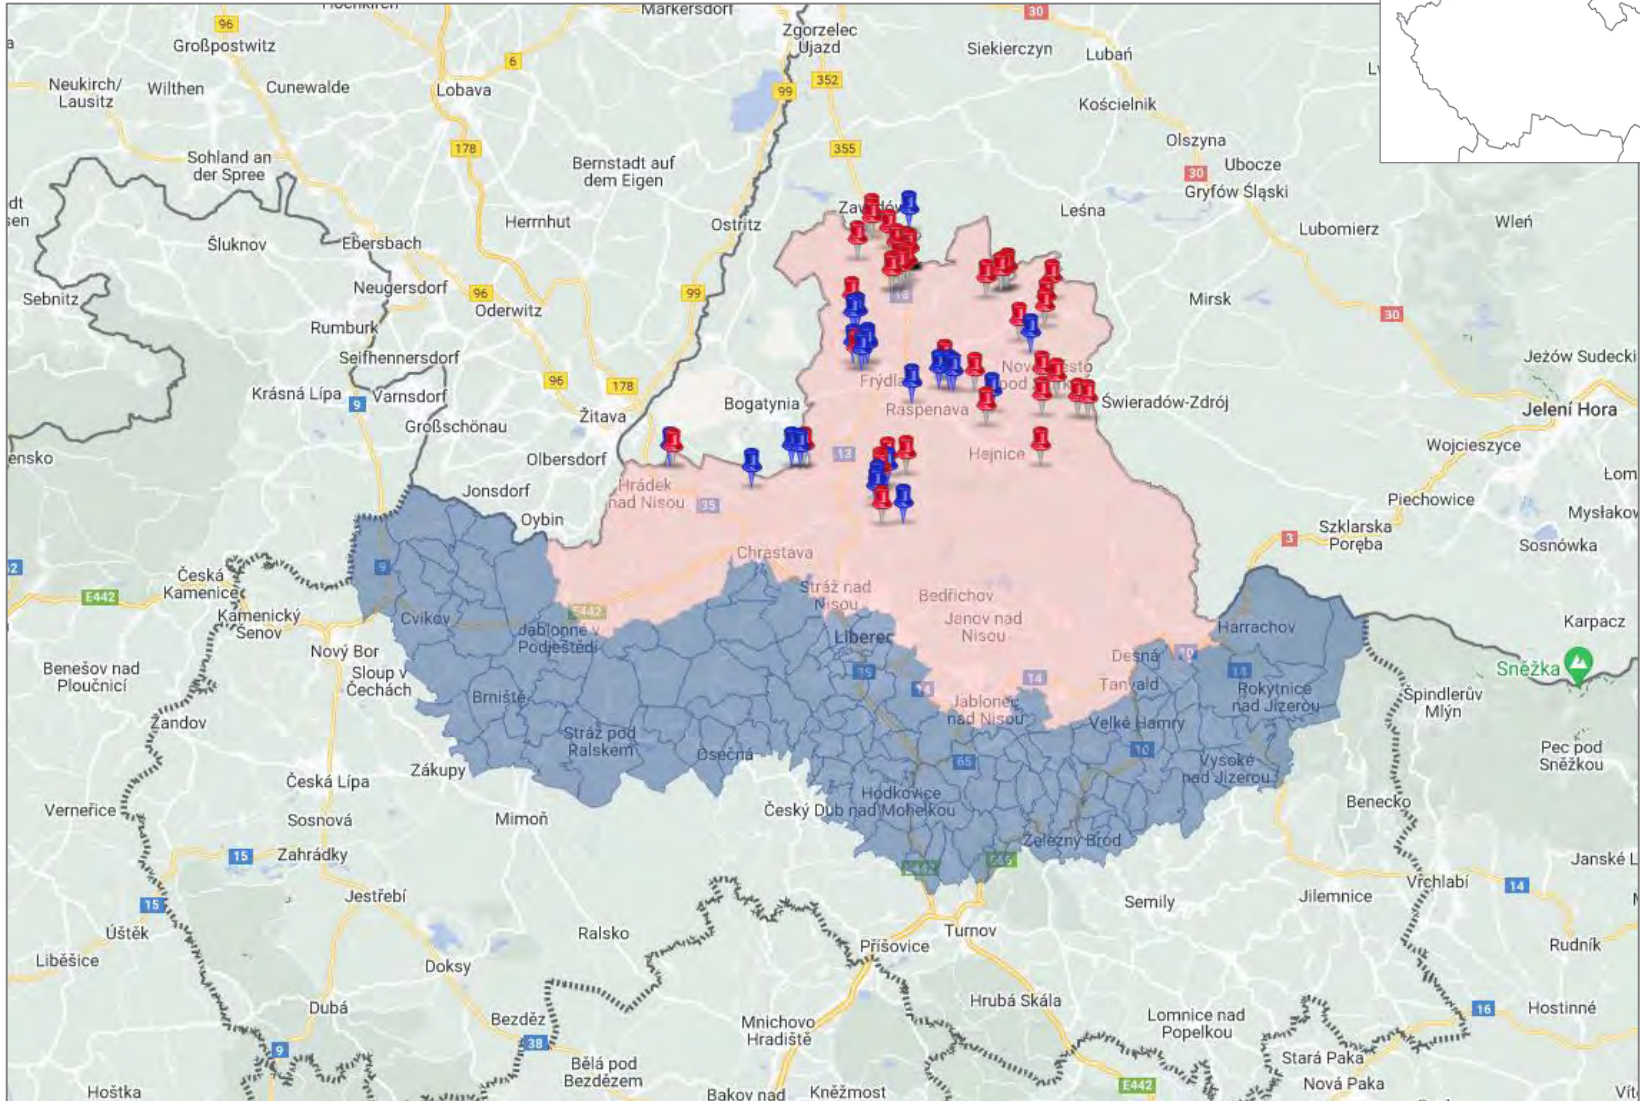 Hochkirch
Markersdorf
30
96
Großpostwitz
Zgorzelec
Ujazd
Siekierczyn
Lubań
6
Neukirch/
Lausitz
Wilthen
Cunewalde
Lobava
352
99
Kościelnik
178
355
Olszyna
Sohland an
der Spree
Bernstadt auf
dem Eigen
30
Ubocze
Gryfów Śląski
Herrnhut
Ostritz
Leśna
Wleń
Šluknov
Ebersbach
Lubomierz
Neugersdorf
Sebnitz
96
Oderwitz
99
Mirsk
30
Rumburk
Seifhennersdorf
Jeżów Sudecki
Krásná Lípa
Varnsdorf
96
178
9
Bogatynia
Raspenava
Świeradów-Zdrój
Jelení Hora
Großschönau
Žitava
Wojcieszyce
ensko
Olbersdorf
13
Hejnice
Jonsdorf
Hrádek
nad Nisou
35
Piechowice
Oybin
Szklarska
Poręba
3
Sosnówka
Chrastava
9
Česká
Kamenice
E442
Stráž nad
Nisou
Bedřichov
Janov nad
Nisou
Kamenický
Šenov
Cvikov
E442
Jablonné v
Podještědí
Liberec
Harrachov
Karpacz
Nový Bor
Desná
10
Sněžka
Benešov nad
Ploučnicí
Sloup v
Čechách
35
14
14
Tanvald
Rokytnice
nad Jizerou
Špindlerův
Mlýn
Brniště
Jablonec
nad Nisou
Žandov
Velké Hamry
Stráž pod
Ralskem
Osečná
10
65
Vysoké
nad Jizerou
Pec pod
Sněžkou
Zákupy
Česká Lípa
Hodkovice
nad Mohelkou
Český Dub
Benecko
Verneřice
Sosnová
Mimoň
Železný Brod
15
Zahrádky
Vrchlabí
14
15
Jestřebí
Semily
Jilemnice
Úštěk
Ralsko
Turnov
Příšovice
Rudník
Liběšice
Doksy
Hrubá Skála
Dubá
Bezděz
Mnichovo
Hradiště
Lomnice nad
Popelkou
16
Hostinné
9
38
Bělá pod
Bezdězem
Stará Paka
Nová Paka
Hoštka
Bakov nad
Kněžmost
E442